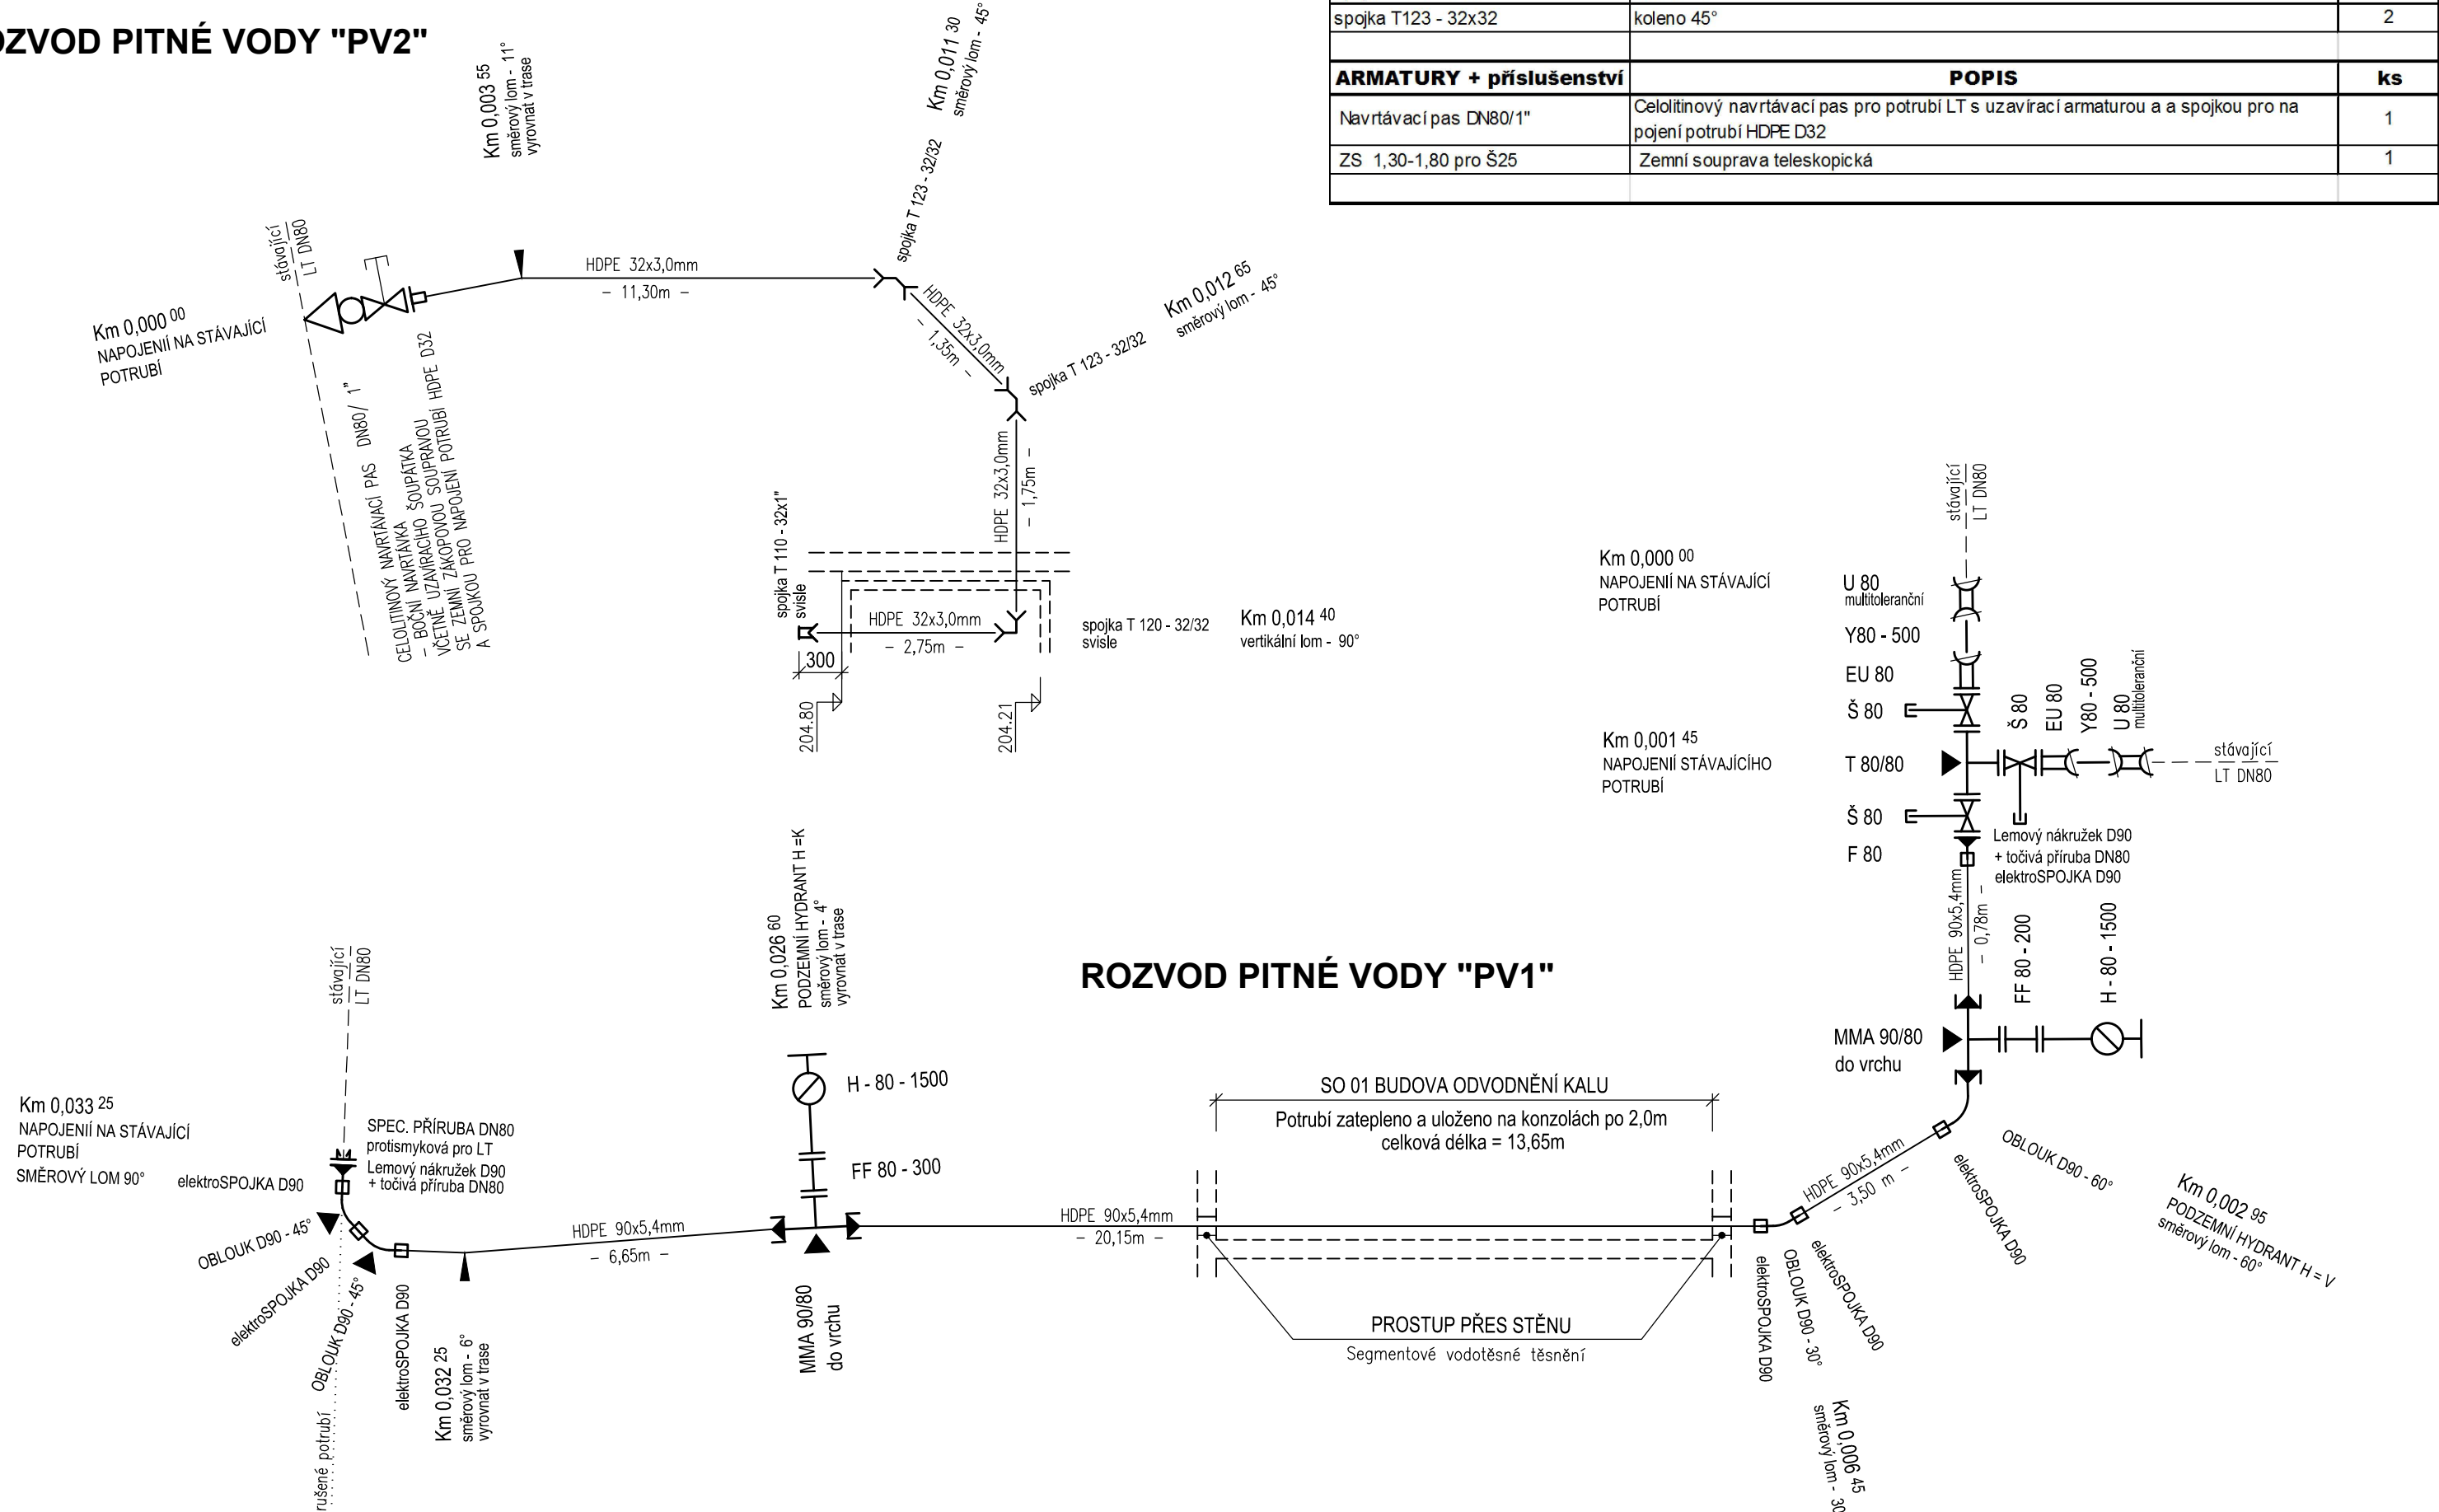 OZVOD PITNÉ VODY "PV2"
spojka T123 - 32x32 koleno 45° 2
ARMATURY + příslušenství POPIS ks
Navrtávací pas DN80/1" Celolitinový navrtávací pas pro potrubí LT s uzavírací armaturou a a spojkou pro na
pojení potrubí HDPE D32 1
ZS 1,30-1,80 pro Š25 Zemní souprava teleskopická 1
Km 0,003 55
směrový lom - 11°
vyrovnat v trase
Km 0,011 30
směrový lom - 45°
spojka T 123 - 32/32
stávající
LT DN80
HDPE 32x3,0mm
- 11,30m -
Km 0,000 00
NAPOJENIÍ NA STÁVAJÍCÍ
POTRUBÍ
HDPE 32x3,0mm
- 1,35m -
Km 0,012 65
směrový lom - 45°
spojka T 123 - 32/32
CELOLITINOVÝ NAVRTÁVACÍ PAS DN80/ 1"
- BOČNÍ NAVRTÁVKA
VČETNĚ UZAVÍRACÍHO ŠOUPÁTKA
SE ZEMNÍ ZÁKOPOVOU SOUPRAVOU
A SPOJKOU PRO NAPOJENÍ POTRUBÍ HDPE D32
HDPE 32x3,0mm
- 1,75m -
spojka T 110 - 32x1"
svisle
HDPE 32x3,0mm
- 2,75m -
300
204.80
204.21
spojka T 120 - 32/32
svisle
Km 0,014 40
vertikální lom - 90°
stávající
LT DN80
Km 0,000 00
NAPOJENIÍ NA STÁVAJÍCÍ
POTRUBÍ
U 80
multitoleranční
Y80 - 500
EU 80
Š 80
Š 80
EU 80
Y80 - 500
U 80
multitoleranční
Km 0,001 45
NAPOJENIÍ STÁVAJÍCÍHO
POTRUBÍ
T 80/80
stávající
LT DN80
Š 80
F 80
Lemový nákružek D90
+ točivá příruba DN80
elektroSPOJKA D90
HDPE 90x5,4mm
- 0,78m -
FF 80 - 200
H - 80 - 1500
ROZVOD PITNÉ VODY "PV1"
MMA 90/80
do vrchu
Km 0,026 60
PODZEMNÍ HYDRANT H =K
směrový lom - 4°
vyrovnat v trase
stávající
LT DN80
H - 80 - 1500
FF 80 - 300
SO 01 BUDOVA ODVODNĚNÍ KALU
Potrubí zatepleno a uloženo na konzolách po 2,0m
celková délka = 13,65m
Km 0,033 25
NAPOJENIÍ NA STÁVAJÍCÍ
POTRUBÍ
SMĚROVÝ LOM 90°
elektroSPOJKA D90
SPEC. PŘÍRUBA DN80
protismyková pro LT
Lemový nákružek D90
+ točivá příruba DN80
OBLOUK D90 - 45°
elektroSPOJKA D90
OBLOUK D90 - 45°
elektroSPOJKA D90
rušené potrubí
HDPE 90x5,4mm
- 6,65m -
Km 0,032 25
směrový lom - 6°
vyrovnat v trase
MMA 90/80
do vrchu
HDPE 90x5,4mm
- 20,15m -
PROSTUP PŘES STĚNU
Segmentové vodotěsné těsnění
HDPE 90x5,4mm
- 3,50 m -
OBLOUK D90 - 60°
elektroSPOJKA D90
Km 0,002 95
PODZEMNÍ HYDRANT H = V
směrový lom - 60°
elektroSPOJKA D90
OBLOUK D90 - 30°
elektroSPOJKA D90
Km 0,006 45
směrový lom - 30